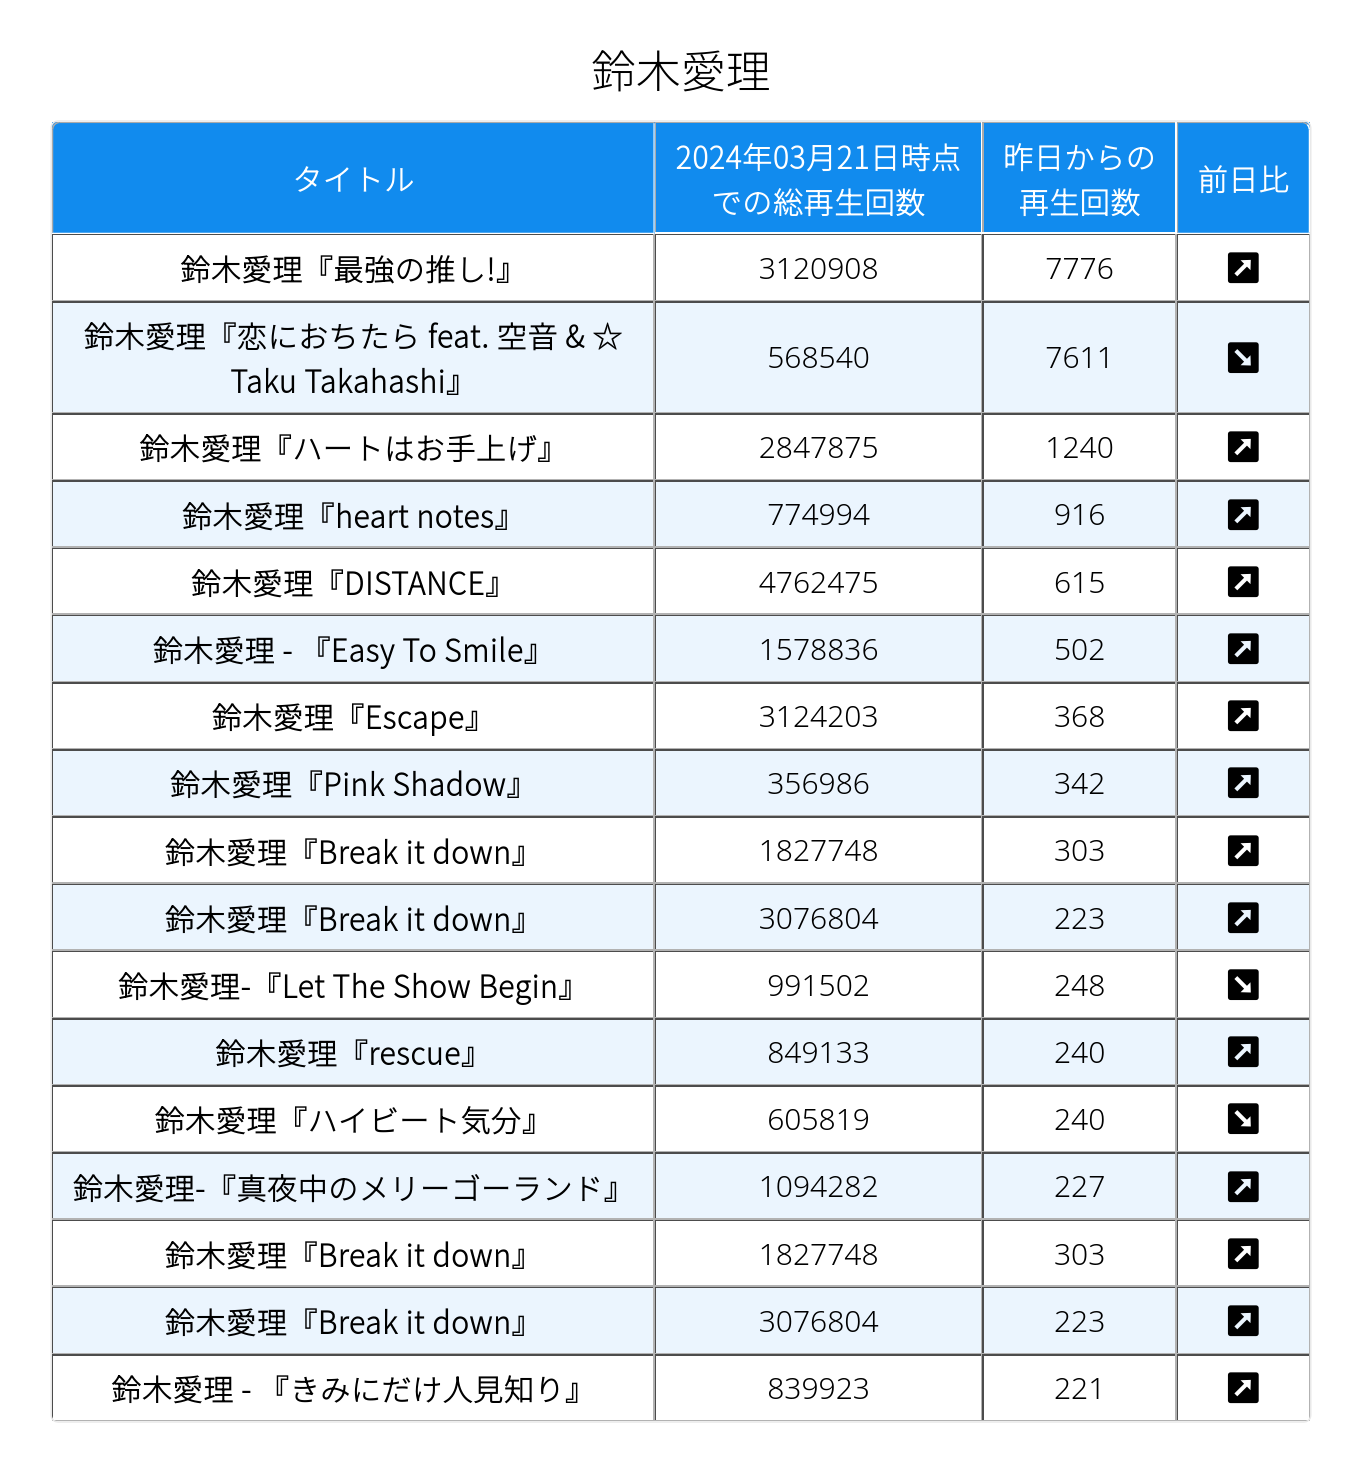 鈴木愛理
タイトル
2024年03月21日時点
での総再生回数
昨日からの
再生回数
前日比
鈴木愛理『最強の推し!』 3120908 7776
鈴木愛理『恋におちたら feat. 空音 & ☆
Taku Takahashi』 568540 7611
鈴木愛理『ハートはお手上げ』 2847875 1240
鈴木愛理『heart notes』 774994 916
鈴木愛理『DISTANCE』 4762475 615
鈴木愛理 - 『Easy To Smile』 1578836 502
鈴木愛理『Escape』 3124203 368
鈴木愛理『Pink Shadow』 356986 342
鈴木愛理『Break it down』 1827748 303
鈴木愛理『Break it down』 3076804 223
鈴木愛理-『Let The Show Begin』 991502 248
鈴木愛理『rescue』 849133 240
鈴木愛理『ハイビート気分』 605819 240
鈴木愛理-『真夜中のメリーゴーランド』 1094282 227
鈴木愛理『Break it down』 1827748 303
鈴木愛理『Break it down』 3076804 223
鈴木愛理 - 『きみにだけ人見知り』 839923 221